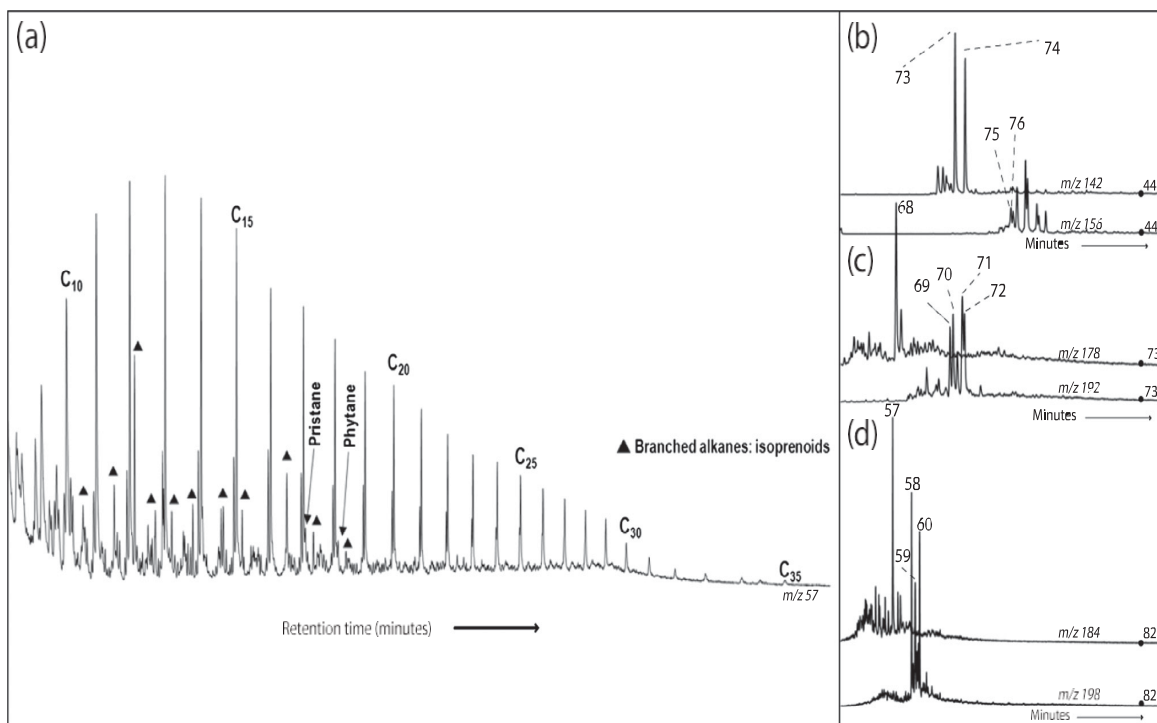 (a)
C10
C15
C20
C25
C30
C35
Pristane
Phytane
▲ Branched alkanes: isoprenoids
m/z 57
Retention time (minutes)
(b)
73
74
75
76
m/z 142
44
m/z 156
44
Minutes
(c)
68
69
70
71
72
m/z 178
73
m/z 192
73
Minutes
(d)
57
58
59
60
m/z 184
82
m/z 198
82
Minutes